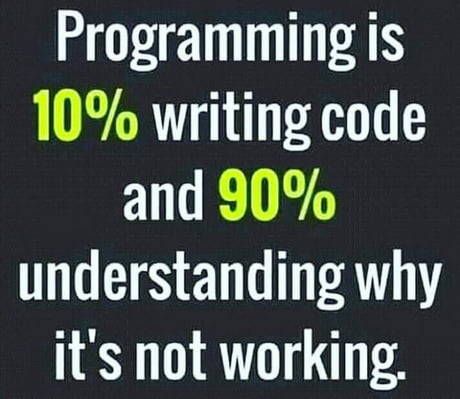 Programming is
10% writing code
and 90%
understanding why
it's not working.